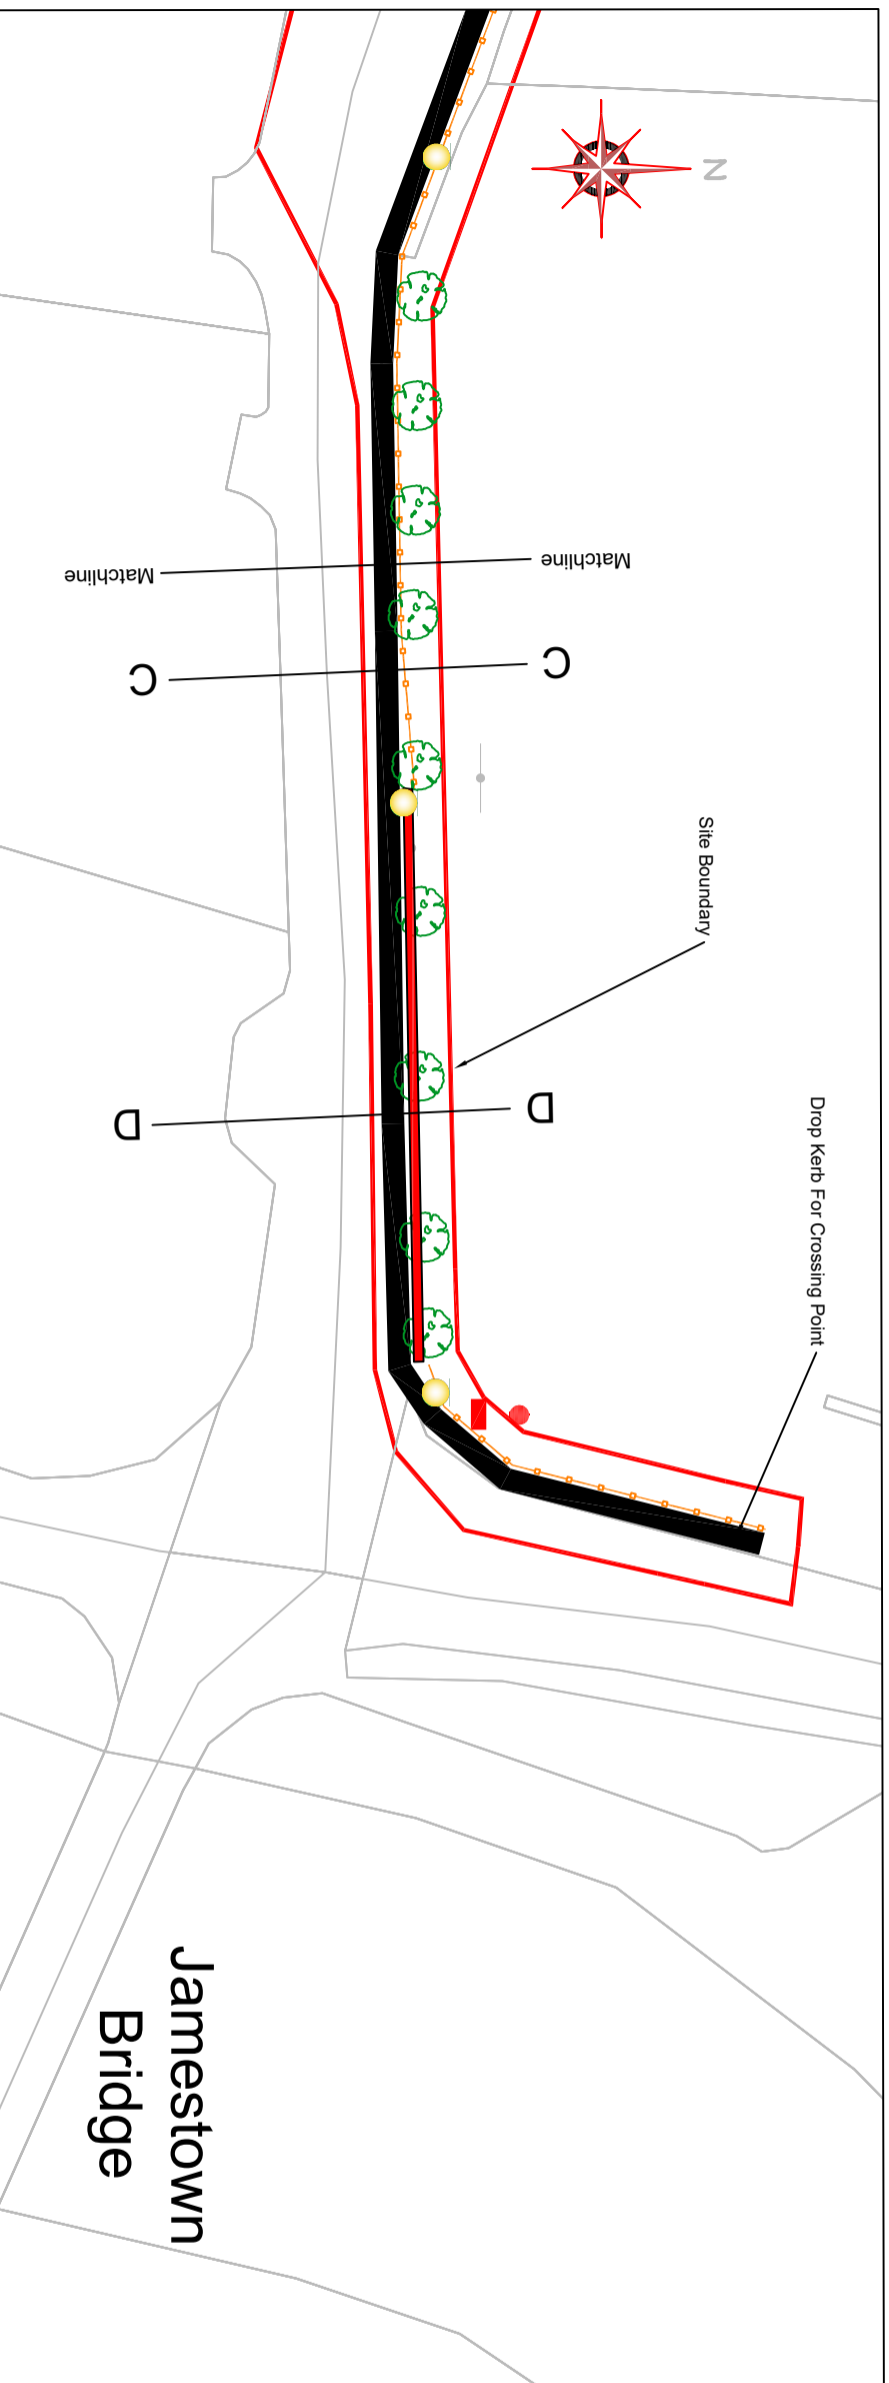 N
Matchline
Matchline
C
C
Site Boundary
Drop Kerb For Crossing Point
D
D
Jamestown
Bridge